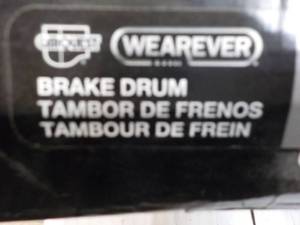 WEAREVER
BRAKE DRUM
TAMBOR DE FRENOS
TAMBOUR DE FREIN